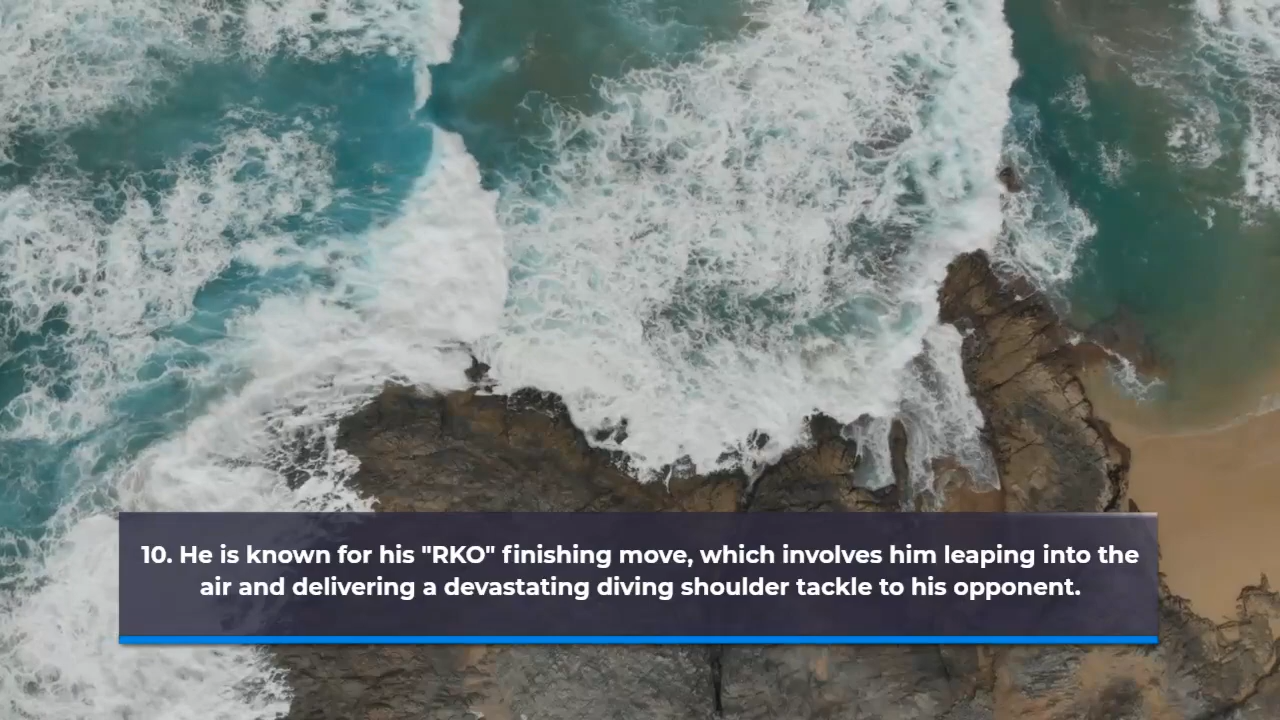 10. He is known for his "RKO" finishing move, which involves him leaping into the
air and delivering a devastating diving shoulder tackle to his opponent.